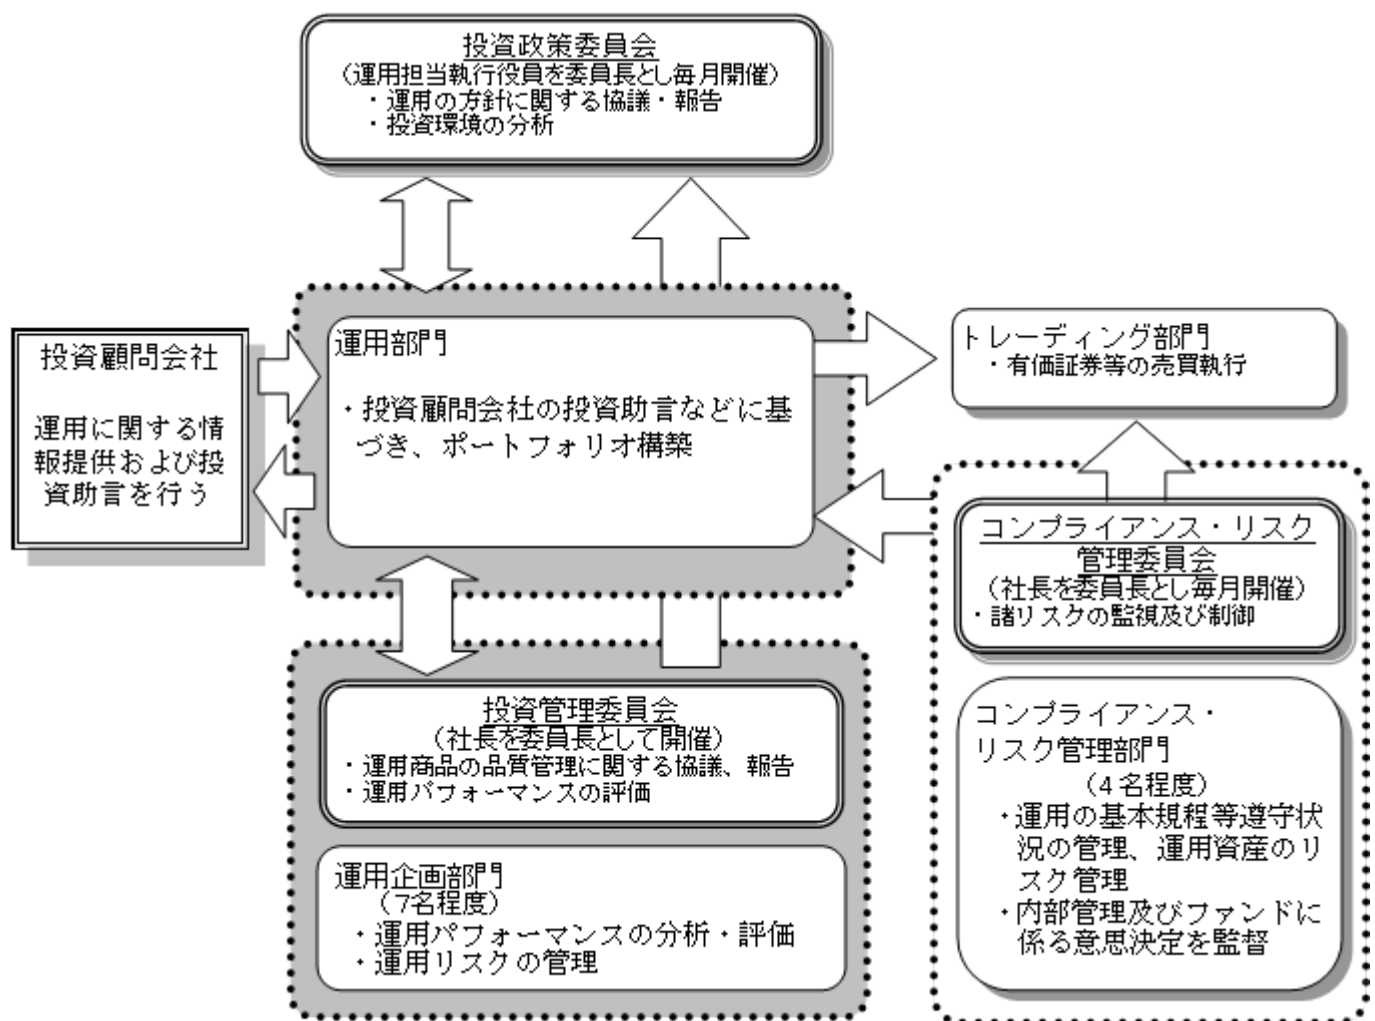 投資政策委員会
（運用担当執行役員を委員長とし毎月開催）
・運用の方針に関する協議・報告
・投資環境の分析
投資顧問会社
運用に関する情
報提供および投
資助言を行う
運用部門
・投資顧問会社の投資助言などに基
づき、ポートフォリオ構築
トレーディング部門
・有価証券等の売買執行
コンプライアンス・リスク
管理委員会
（社長を委員長とし毎月開催）
・諸リスクの監視及び制御
投資管理委員会
（社長を委員長として開催）
・運用商品の品質管理に関する協議、報告
・運用パフォーマンスの評価
運用企画部門
（7名程度）
・運用パフォーマンスの分析・評価
・運用リスクの管理
コンプライアンス・
リスク管理部門
（4名程度）
・運用の基本規程等遵守状
況の管理、運用資産のリ
スク管理
・内部管理及びファンドに
係る意思決定を監督